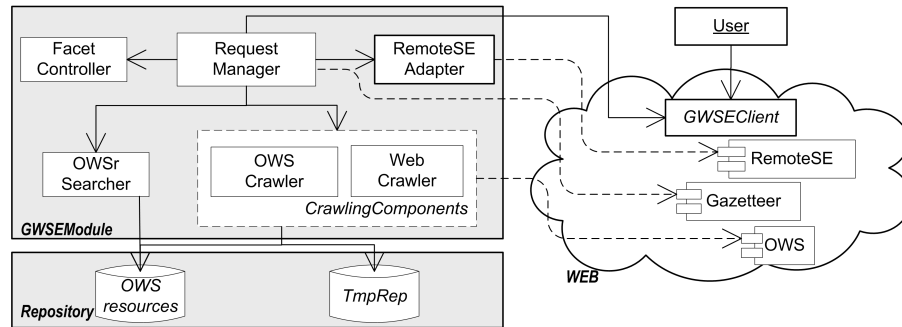 User
Facet
Controller
Request
Manager
RemoteSE
Adapter
GWSEClient
OWSr
Searcher
OWS
Crawler
Web
Crawler
CrawlingComponents
RemoteSE
Gazetteer
OWS
GWSEModule
WEB
OWS
resources
TmpRep
Repository